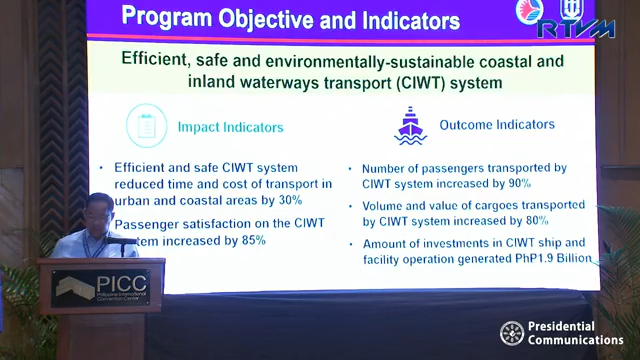 Program Objective and Indicators
RTVM
Efficient, safe and environmentally-sustainable coastal and
inland waterways transport (CIWT) system
Impact Indicators
• Efficient and safe CIWT system
reduced time and cost of transport in
urban and coastal areas by 30%
Passenger satisfaction on the CIWT
tem increased by 85%
Outcome Indicators
• Number of passengers transported by
CIWT system increased by 90%
• Volume and value of cargoes transported
by CIWT system increased by 80%
• Amount of investments in CIWT ship and
facility operation generated PhP1.9 Billion
PICC
Philippine International
Convention Center
Presidential
Communications